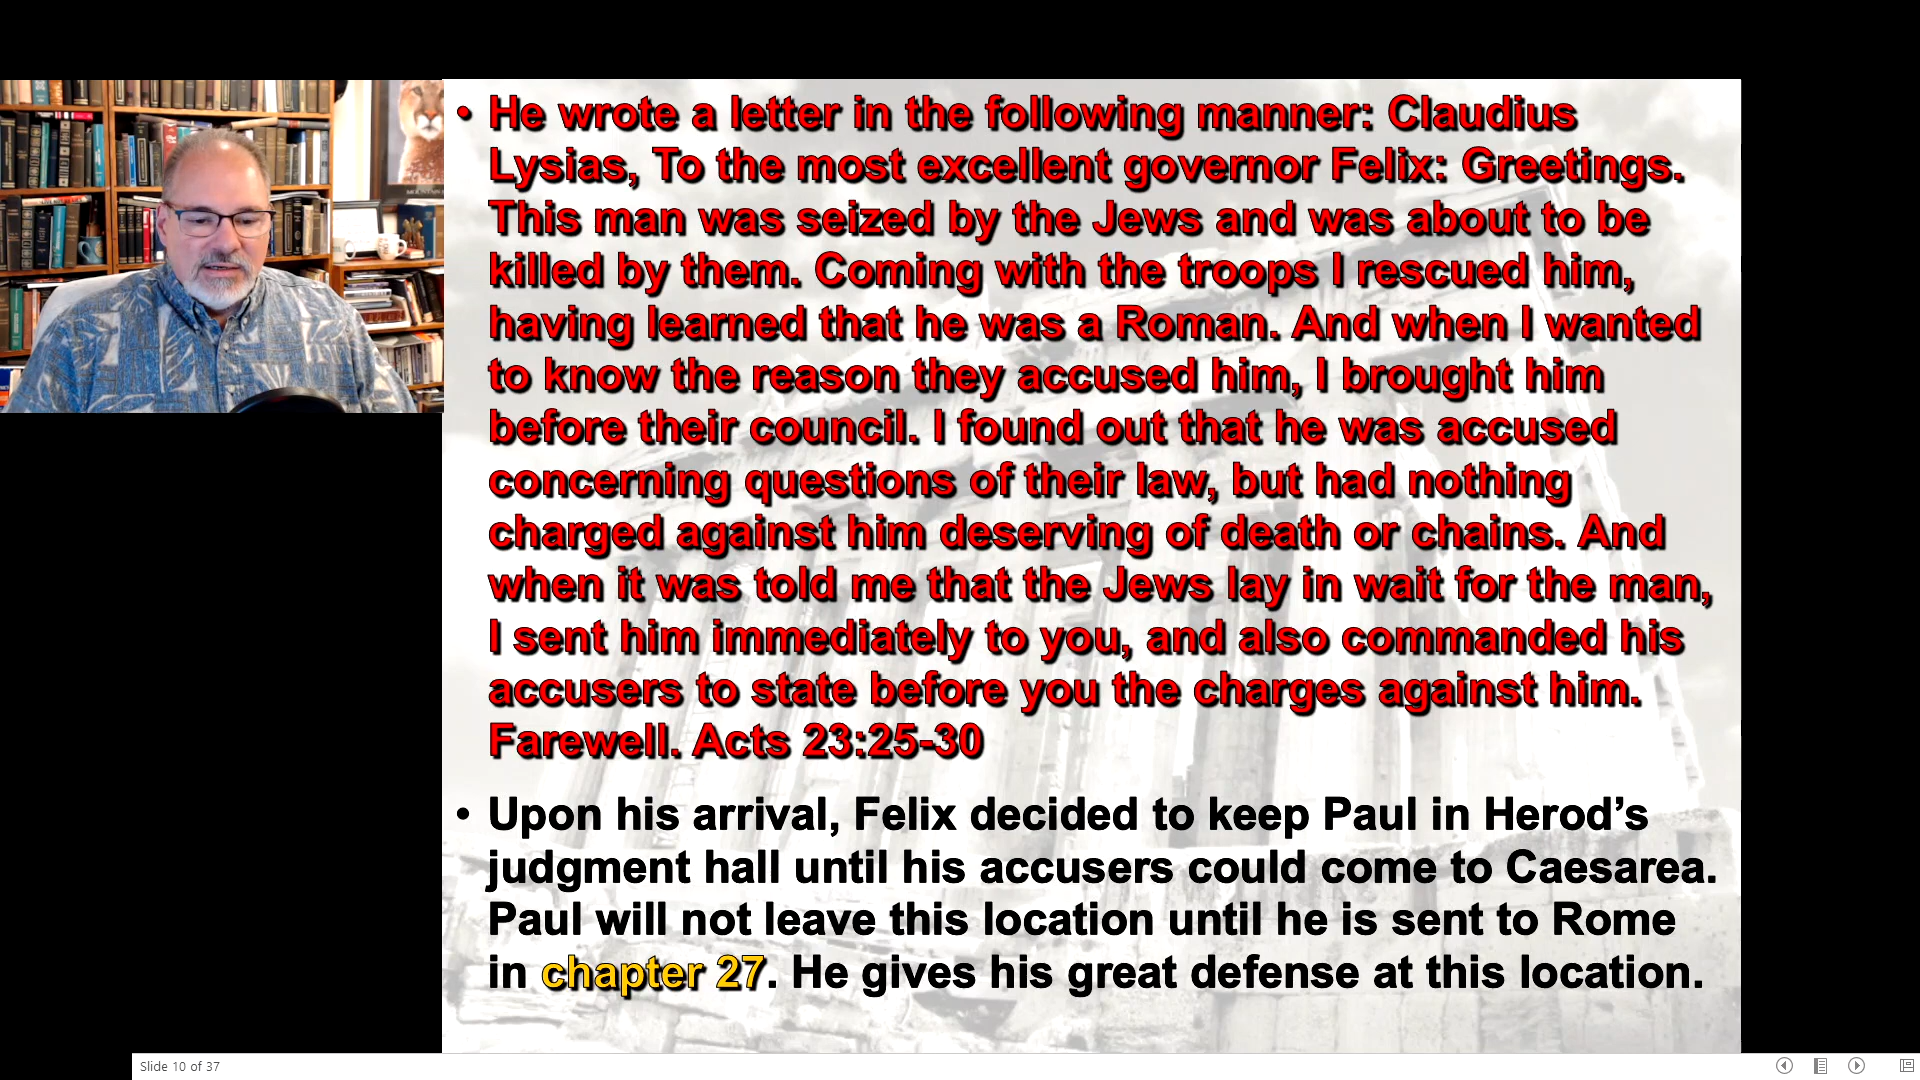 • He wrote a letter in the following manner: Claudius
Lysias, To the most excellent governor Felix: Greetings.
This man was seized by the Jews and was about to be
killed by them. Coming with the troops I rescued him,
having learned that he was a Roman. And when I wanted
to know the reason they accused him, I brought him
before their council. I found out that he was accused
concerning questions of their law, but had nothing
charged against him deserving of death or chains. And
when it was told me that the Jews lay in wait for the man,
I sent him immediately to you, and also commanded his
accusers to state before you the charges against him.
Farewell. Acts 23:25-30
• Upon his arrival, Felix decided to keep Paul in Herod’s
judgment hall until his accusers could come to Caesarea.
Paul will not leave this location until he is sent to Rome
in chapter 27. He gives his great defense at this location.
Slide 10 of 37